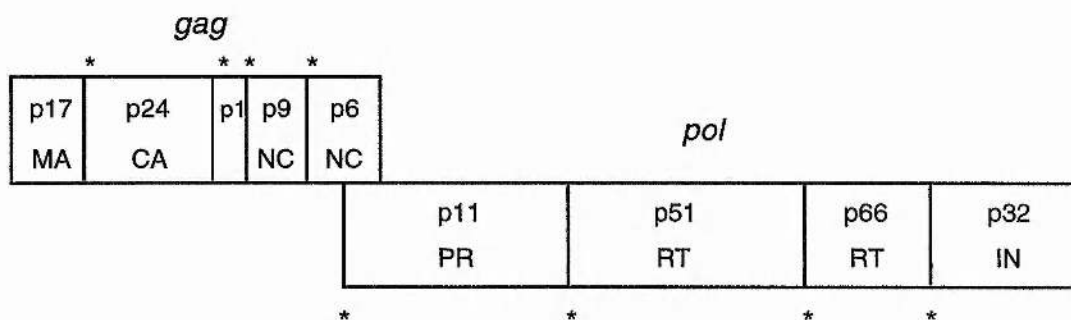 gag
* * * *
p17 p24 p1 p9 p6
MA CA NC NC
pol
p11 p51 p66 p32
PR RT RT IN
* * * *